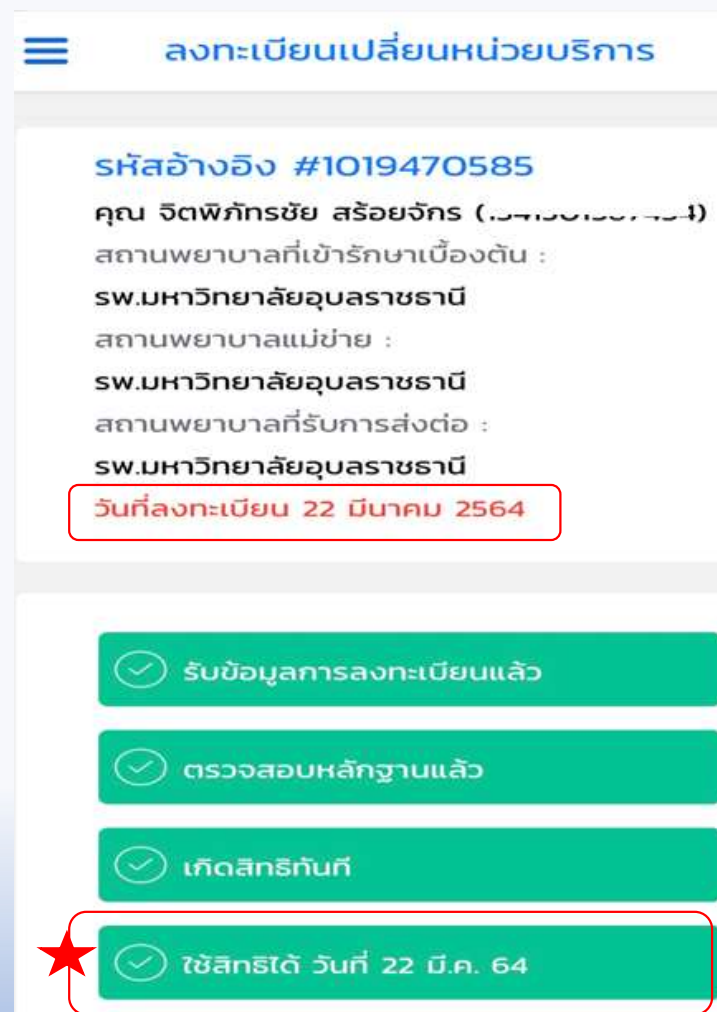 ลงทะเบียนเปลี่ยนหน่วยบริการ
รหัสอ้างอิง #1019470585
คุณ จิตพิภัทรชัย สร้อยจักร (
สถานพยาบาลที่เข้ารักษาเบื้องต้น :
รพ.มหาวิทยาลัยอุบลราชธานี
สถานพยาบาลแม่ข่าย :
รพ.มหาวิทยาลัยอุบลราชธานี
สถานพยาบาลที่รับการส่งต่อ :
รพ.มหาวิทยาลัยอุบลราชธานี
วันที่ลงทะเบียน 22 มีนาคม 2564
รับข้อมูลการลงทะเบียนแล้ว
ตรวจสอบหลักฐานแล้ว
เกิดสิทธิทันที
ใช้สิทธิได้ วันที่ 22 มี.ค. 64